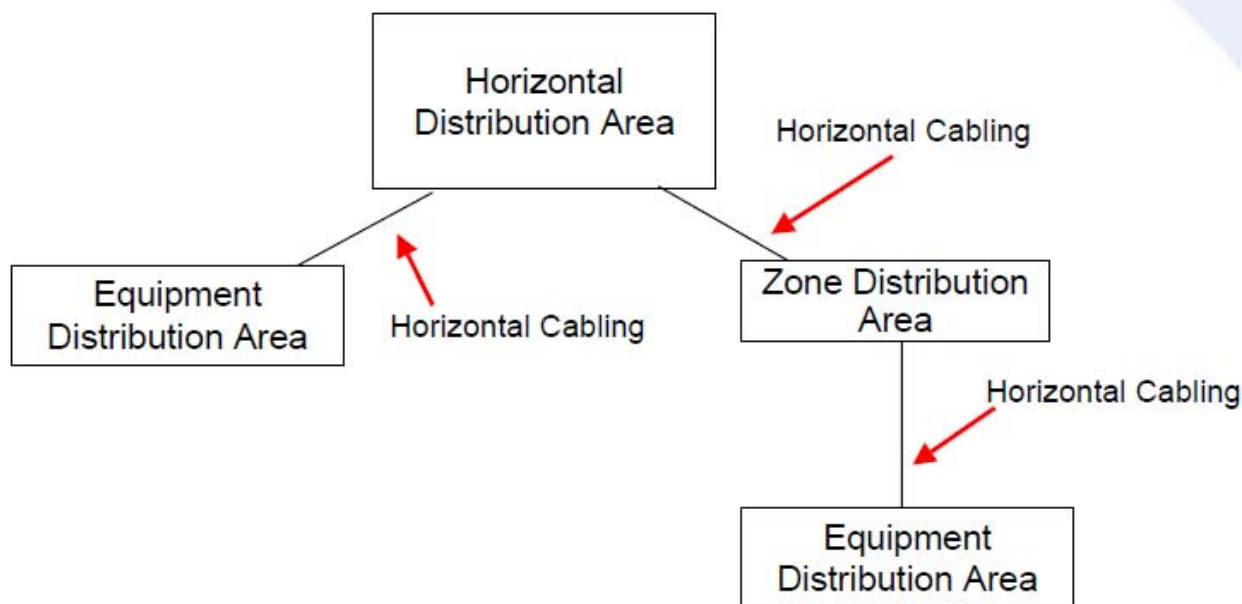 Horizontal
Distribution Area
Horizontal Cabling
Equipment
Distribution Area
Horizontal Cabling
Zone Distribution
Area
Horizontal Cabling
Equipment
Distribution Area